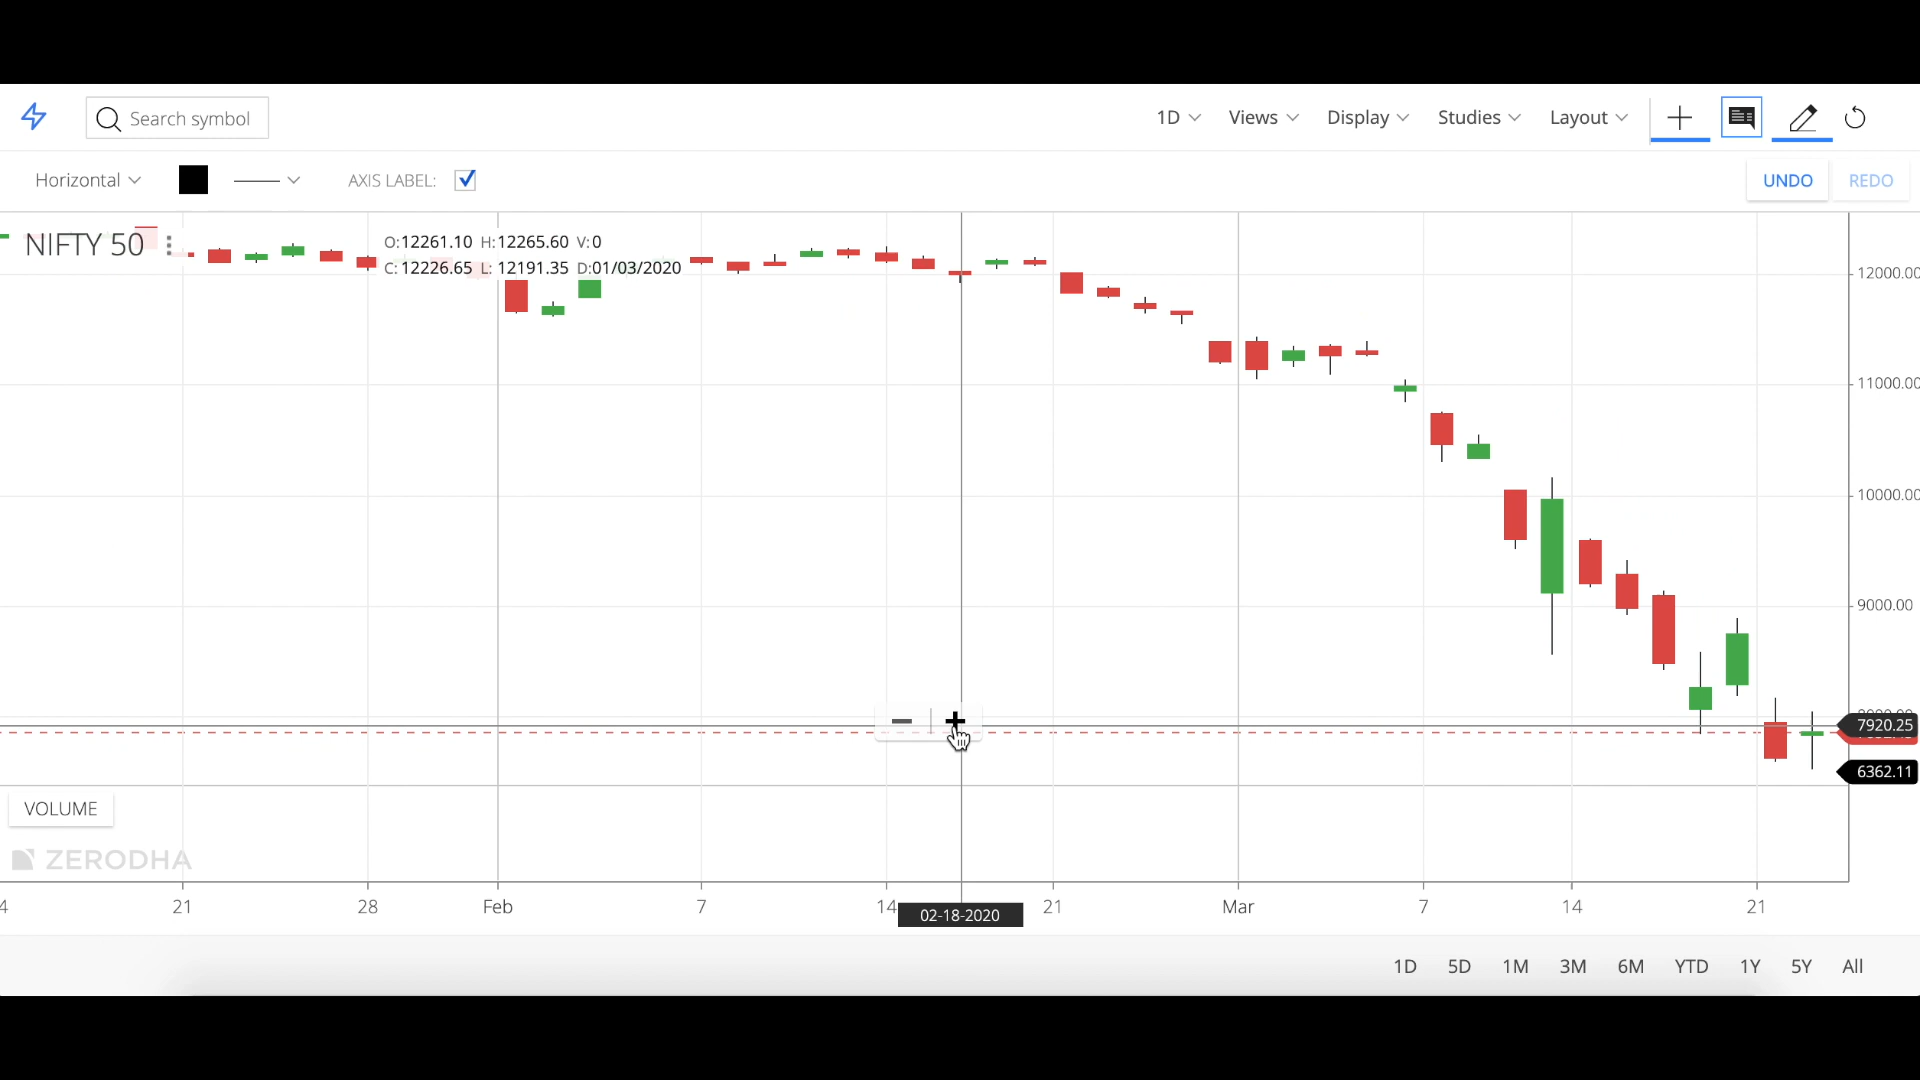 Search symbol
1D Views Display Studies Layout
Horizontal AXIS LABEL: UNDO REDO
NIFTY 50
O:12261.10 H:12265.60 V:0
C:12226.65 L: 12191.35 D:01/03/2020
12000.00
11000.00
10000.00
9000.00
7920.25
6362.11
VOLUME
ZERODHA
21 28 Feb 7 14 02-18-2020 21 Mar 7 14 21
1D 5D 1M 3M 6M YTD 1Y 5Y All